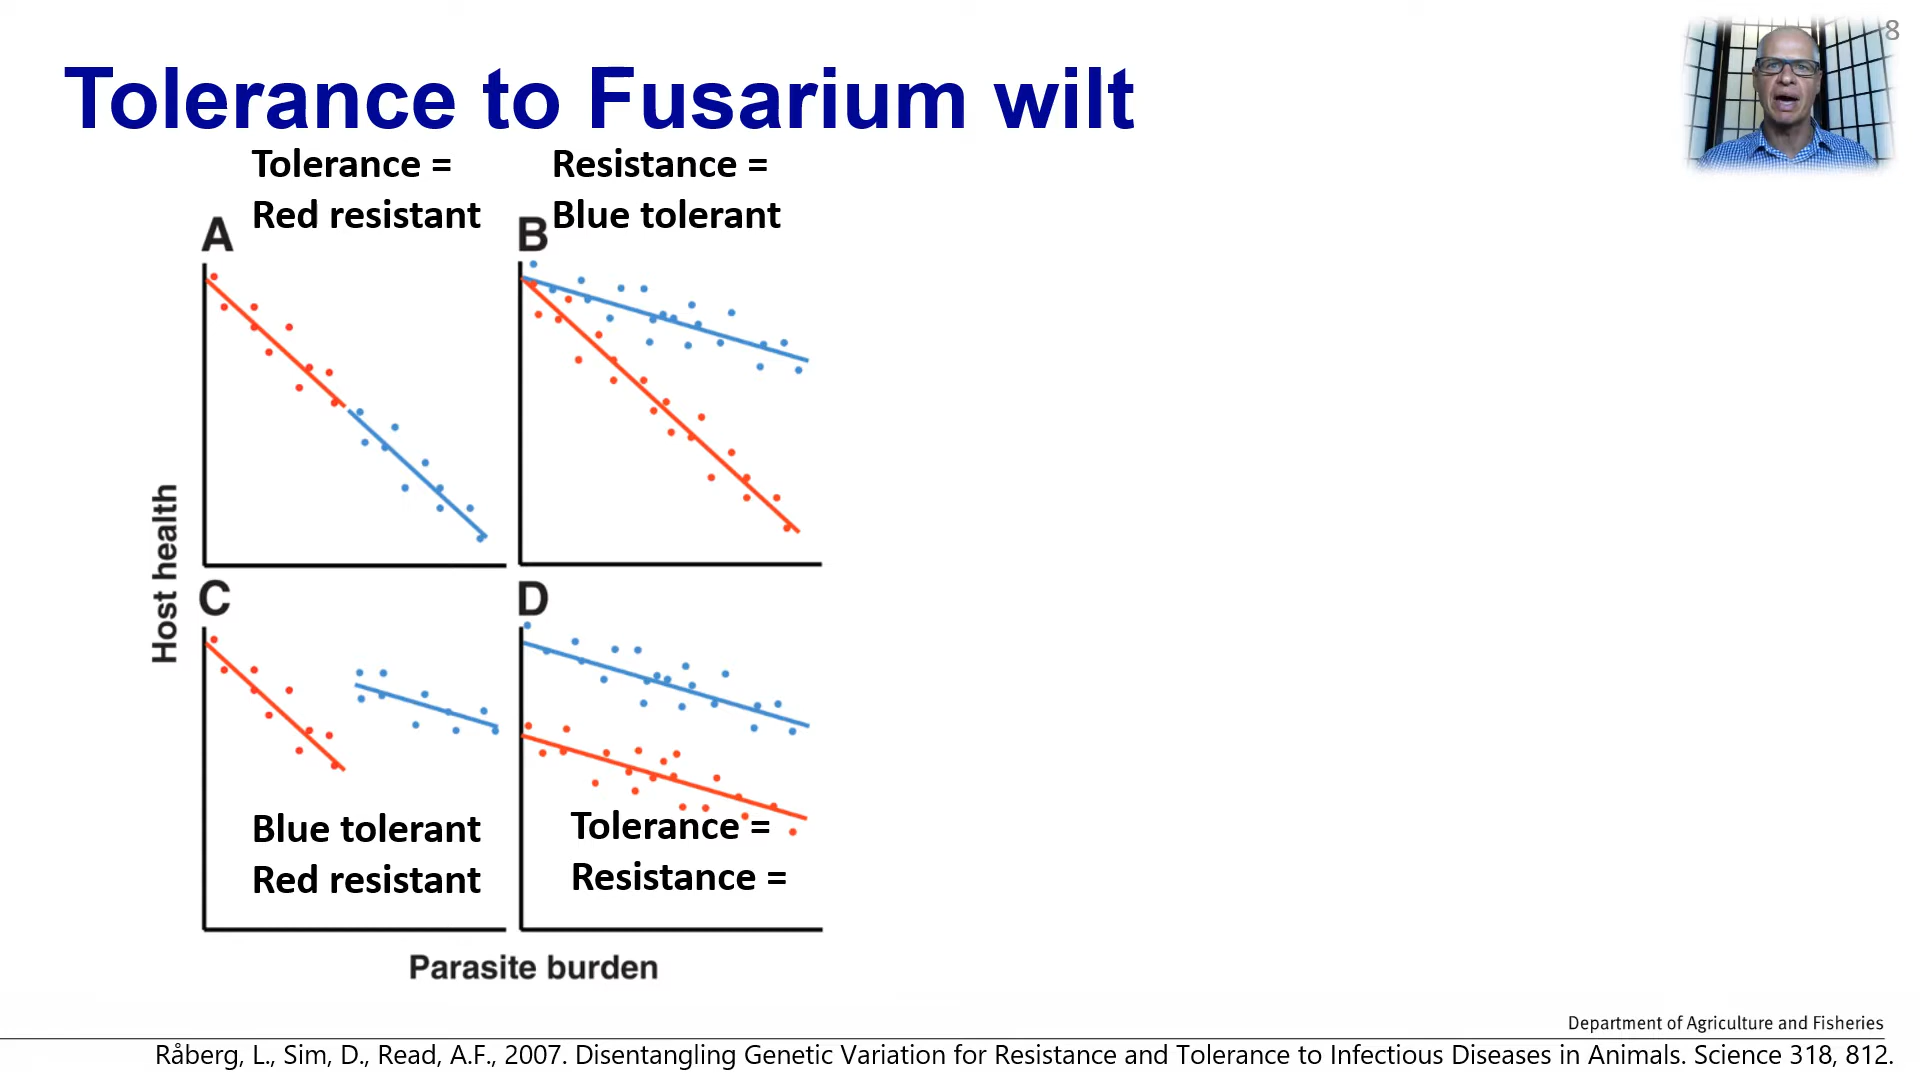 8
Tolerance to Fusarium wilt
Tolerance =
Red resistant
Resistance =
Blue tolerant
A
B
Host health
C
D
Blue tolerant
Red resistant
Tolerance =
Resistance =
Parasite burden
Department of Agriculture and Fisheries
Råberg, L., Sim, D., Read, A.F., 2007. Disentangling Genetic Variation for Resistance and Tolerance to Infectious Diseases in Animals. Science 318, 812.